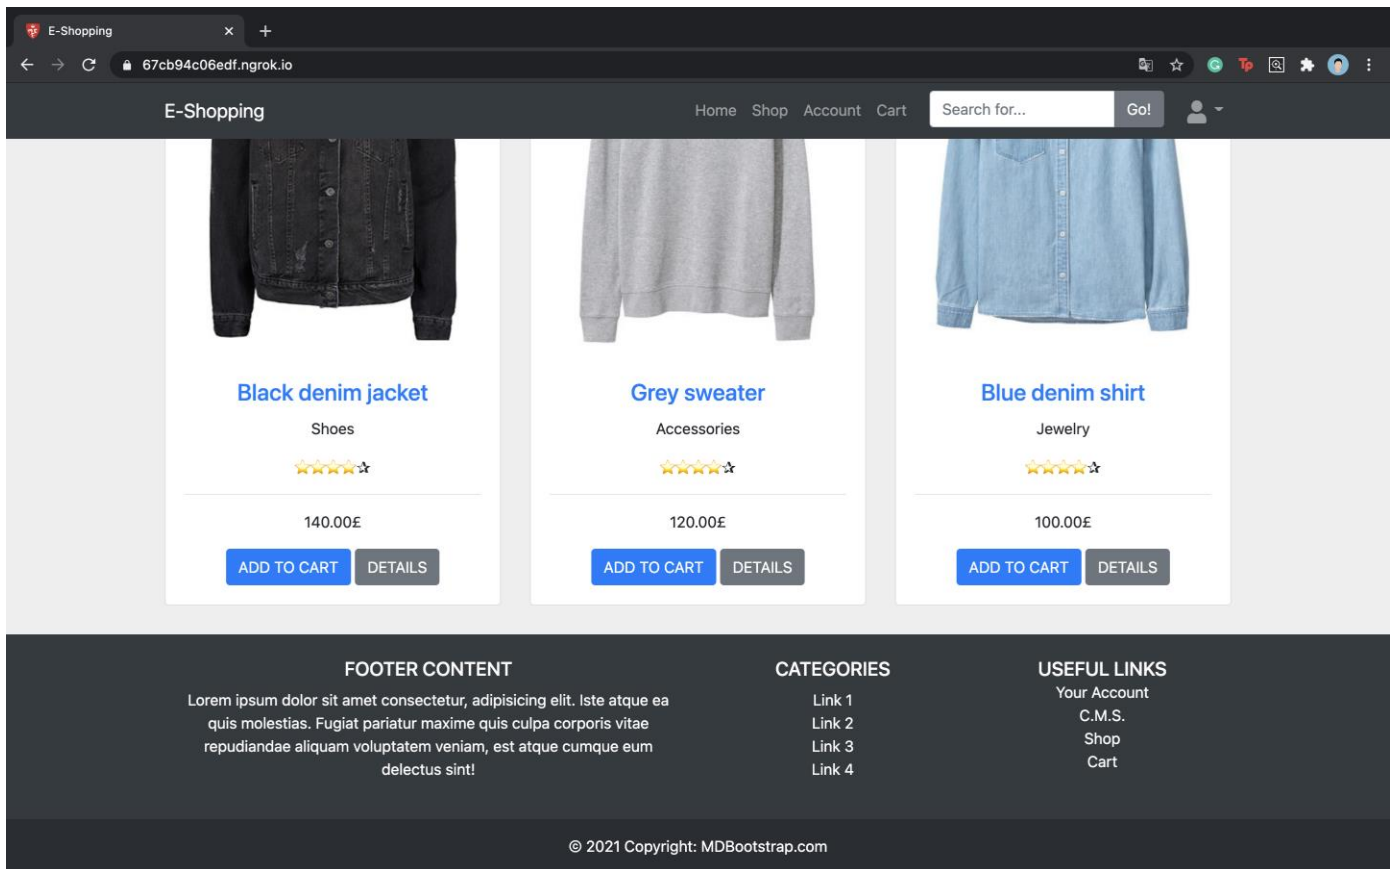 E-Shopping
67cb94c06edf.ngrok.io
E-Shopping Home Shop Account Cart Search for... Go!
Black denim jacket
Shoes
140.00£
ADD TO CART DETAILS
Grey sweater
Accessories
120.00£
ADD TO CART DETAILS
Blue denim shirt
Jewelry
100.00£
ADD TO CART DETAILS
FOOTER CONTENT
Lorem ipsum dolor sit amet consectetur, adipisicing elit. Iste atque ea
quis molestias. Fugiat pariatur maxime quis culpa corporis vitae
repudiandae aliquam voluptatem veniam, est atque cumque eum
delectus sint!
CATEGORIES
Link 1
Link 2
Link 3
Link 4
USEFUL LINKS
Your Account
C.M.S.
Shop
Cart
© 2021 Copyright: MDBootstrap.com